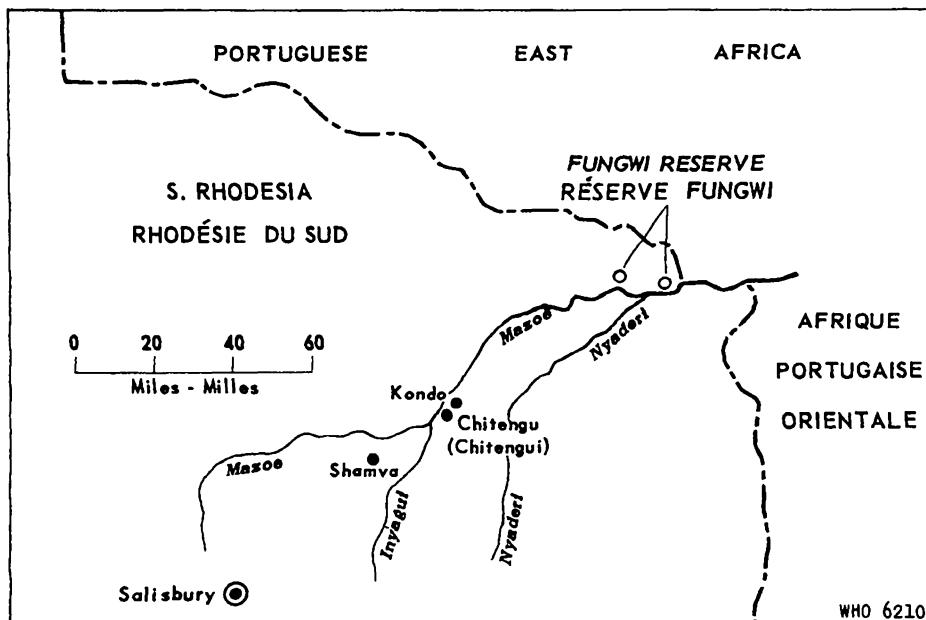 PORTUGUESE EAST AFRICA
FUNGWI RESERVE
RÉSERVE FUNGWI
S. RHODESIA
RHODÉSIE DU SUD
Mazoe
Nyaderi
AFRIQUE
PORTUGAISE
ORIENTALE
0 20 40 60
Miles - Milles
Kondo
Chitengu
(Chitengui)
Mazoe
Shamva
Inyagui
Nyaderi
Salisbury
WHO 6210